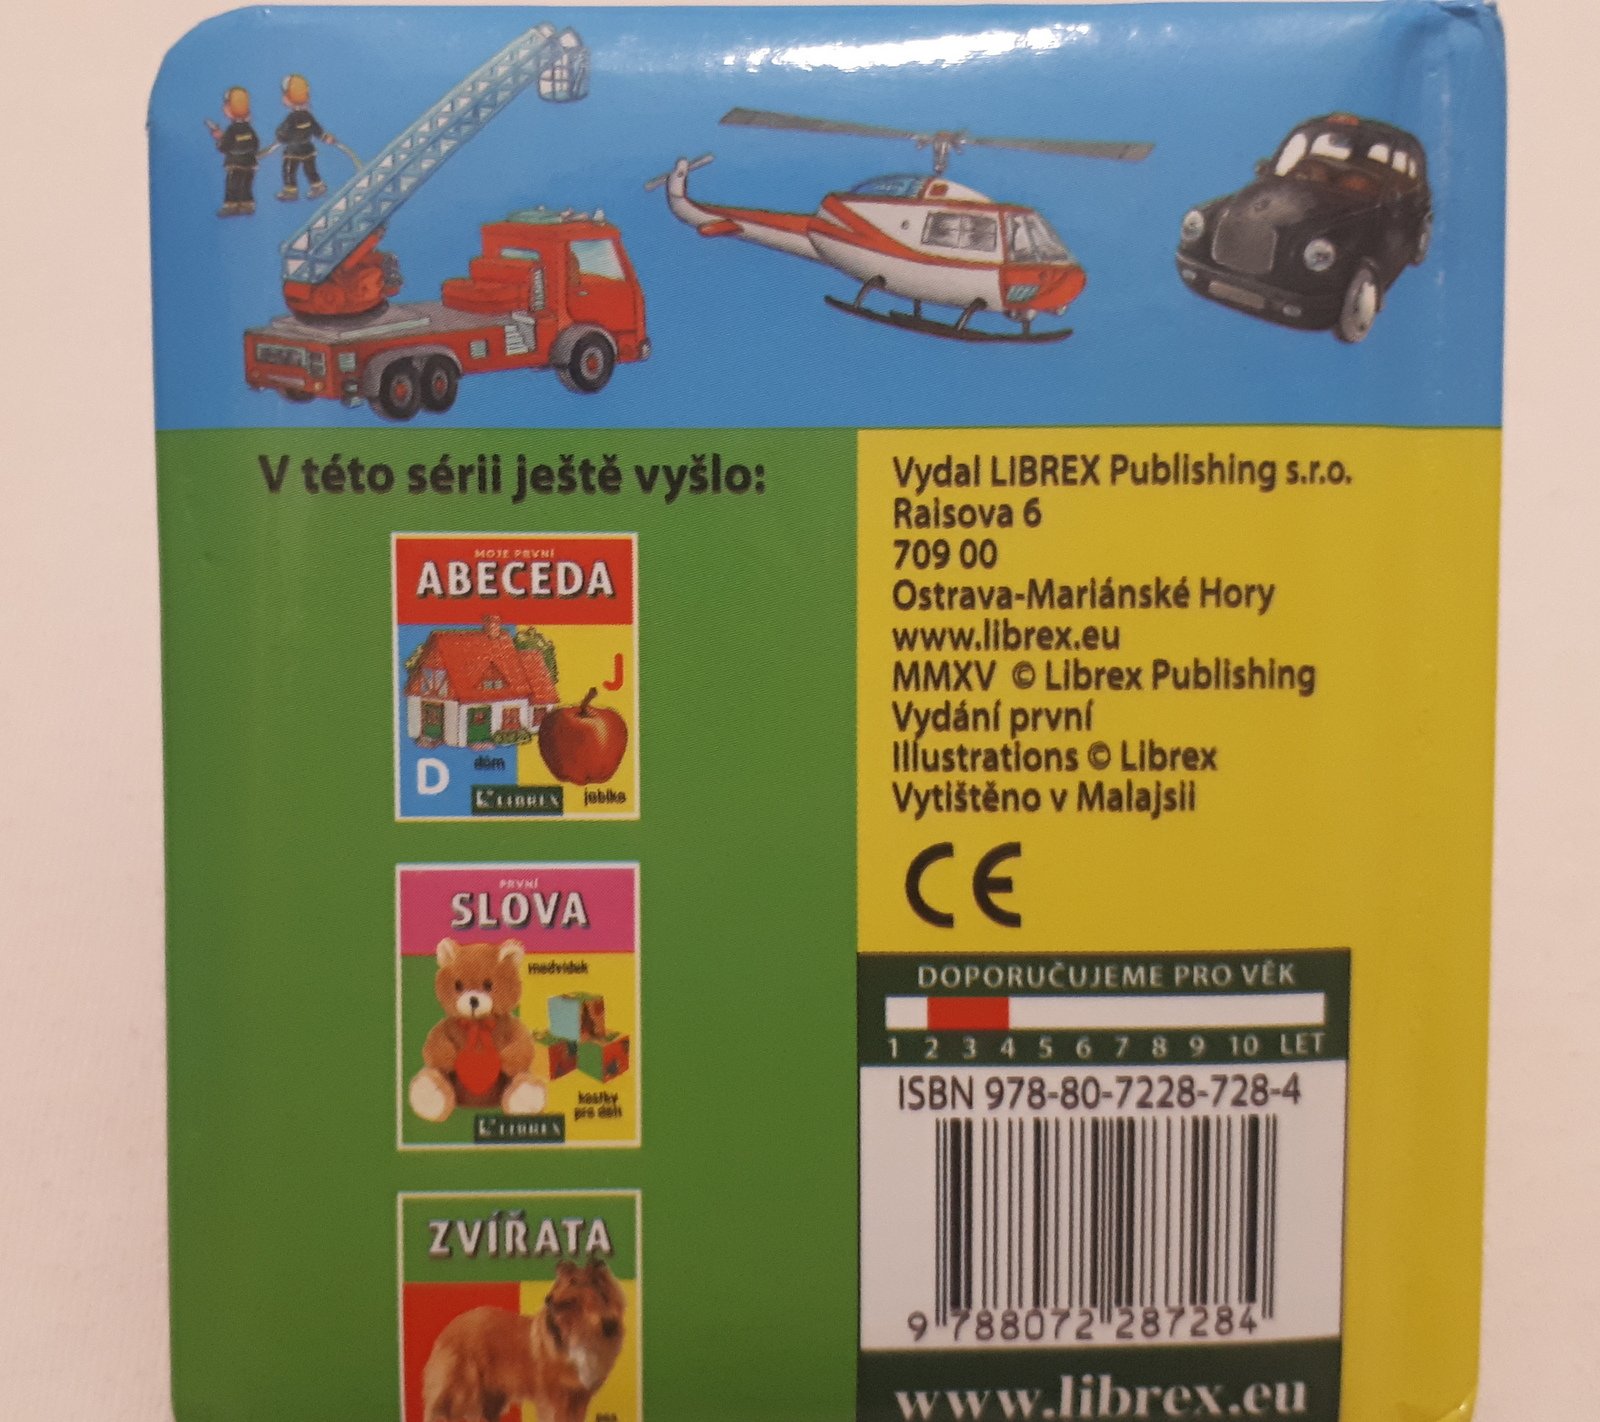 V této sérii ještě vyšlo:
MOJE PRVNÍ
ABECEDA
J
D
dům
jablko
LIBREX
PRVNÍ
SLOVA
medvídek
kostky
pro děti
LIBREX
ZVÍŘATA
pes
Vydal LIBREX Publishing s.r.o.
Raisova 6
709 00
Ostrava-Mariánské Hory
www.librex.eu
MMXV © Librex Publishing
Vydání první
Illustrations © Librex
Vytištěno v Malajsii
CE
DOPORUČUJEME PRO VĚK
1 2 3 4 5 6 7 8 9 10 LET
ISBN 978-80-7228-728-4
9 788072 287284
www.librex.eu